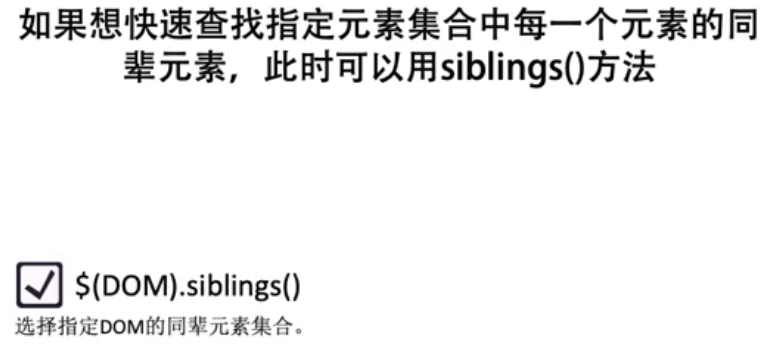 如果想快速查找指定元素集合中每一个元素的同
辈元素，此时可以用siblings()方法
$(DOM).siblings()
选择指定DOM的同辈元素集合。